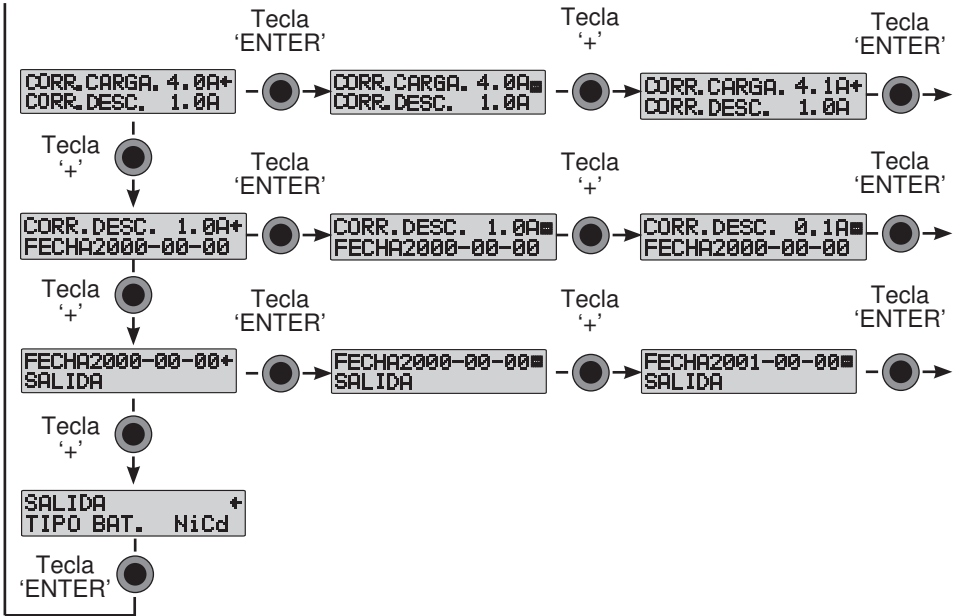 Tecla
‘ENTER’
Tecla
‘+’
Tecla
‘ENTER’
CORR.CARGA. 4.0A←
CORR.DESC. 1.0A
CORR.CARGA. 4.0A
CORR.DESC. 1.0A
CORR.CARGA. 4.1A←
CORR.DESC. 1.0A
Tecla
‘+’
Tecla
‘ENTER’
Tecla
‘+’
Tecla
‘ENTER’
CORR.DESC. 1.0A←
FECHA2000-00-00
CORR.DESC. 1.0A
FECHA2000-00-00
CORR.DESC. 0.1A
FECHA2000-00-00
Tecla
‘+’
Tecla
‘ENTER’
Tecla
‘+’
Tecla
‘ENTER’
FECHA2000-00-00←
SALIDA
FECHA2000-00-00
SALIDA
FECHA2001-00-00
SALIDA
Tecla
‘+’
SALIDA ←
TIPO BAT. NiCd
Tecla
‘ENTER’